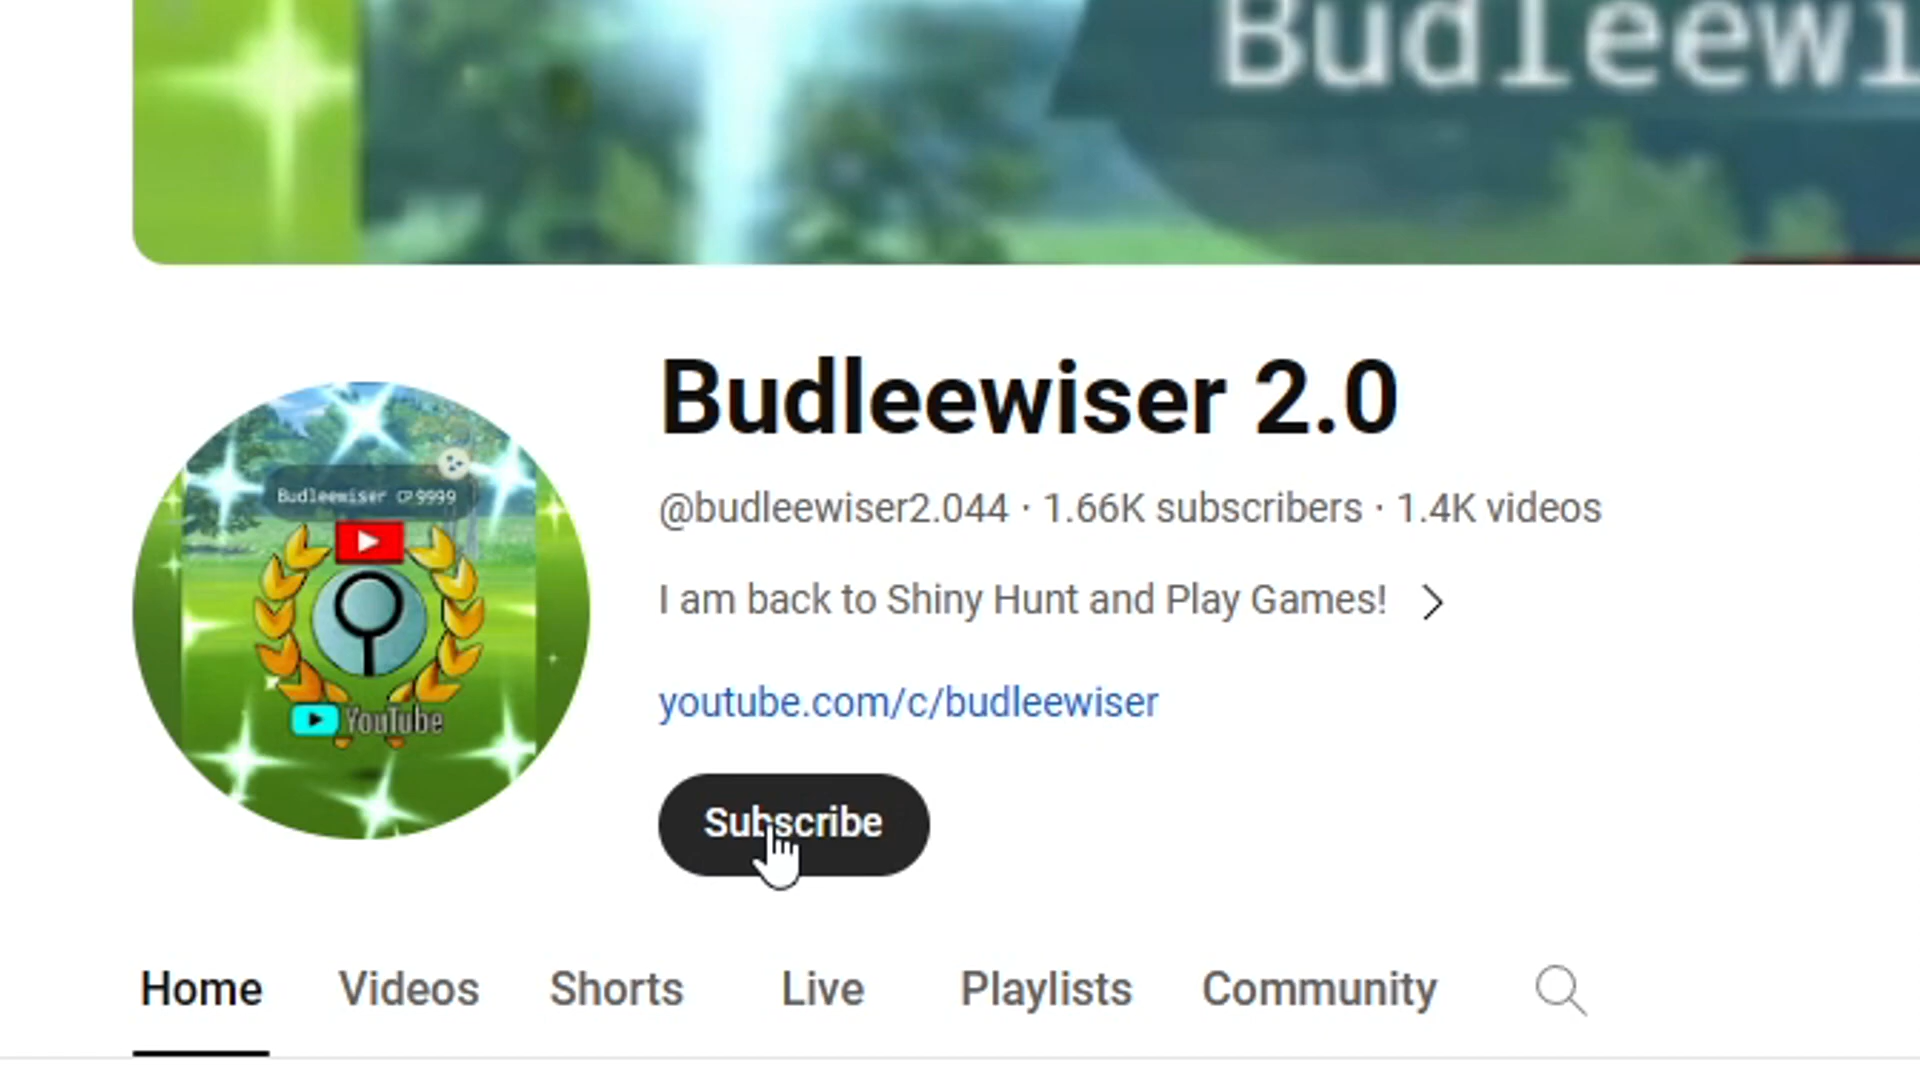 Budleewi
Budleewiser 2.0
Budleewiser CP9999
@budleewiser2.044 · 1.66K subscribers · 1.4K videos
I am back to Shiny Hunt and Play Games!
YouTube
youtube.com/c/budleewiser
Subscribe
Home Videos Shorts Live Playlists Community